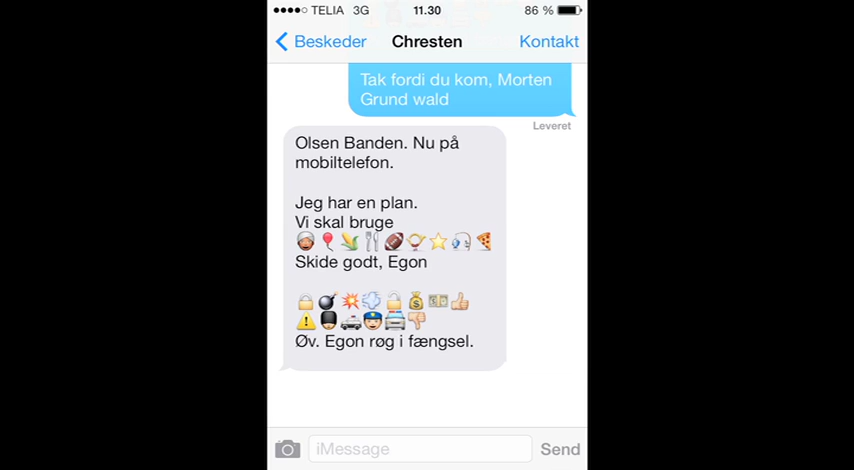 TELIA 3G 11.30 86 %
Beskeder Chresten Kontakt
Tak fordi du kom, Morten
Grund wald
Leveret
Olsen Banden. Nu på
mobiltelefon.
Jeg har en plan.
Vi skal bruge
Skide godt, Egon
Øv. Egon røg i fængsel.
iMessage Send